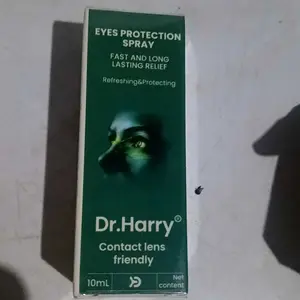 EYES PROTECTION
SPRAY
FAST AND LONG
LASTING RELIEF
Refreshing&Protecting
Dr.Harry
Contact lens
friendly
10mL
Net
content